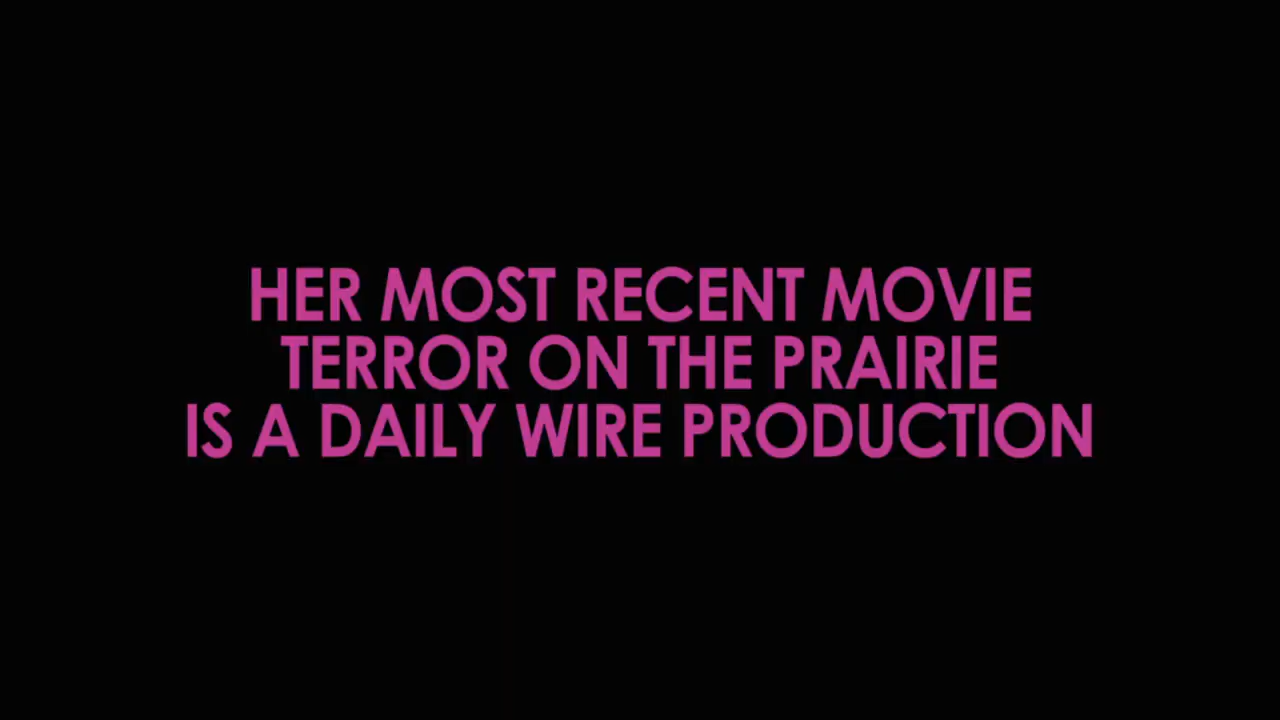 HER MOST RECENT MOVIE
TERROR ON THE PRAIRIE
IS A DAILY WIRE PRODUCTION